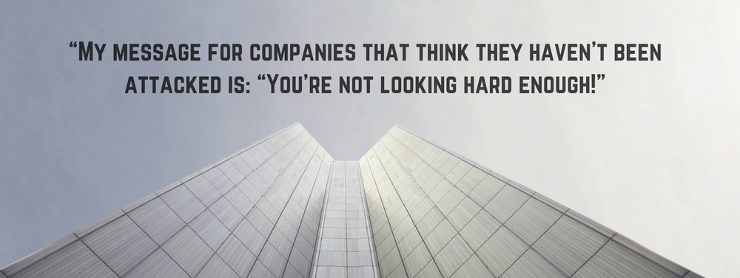 “My message for companies that think they haven’t been
attacked is: “You’re not looking hard enough!”